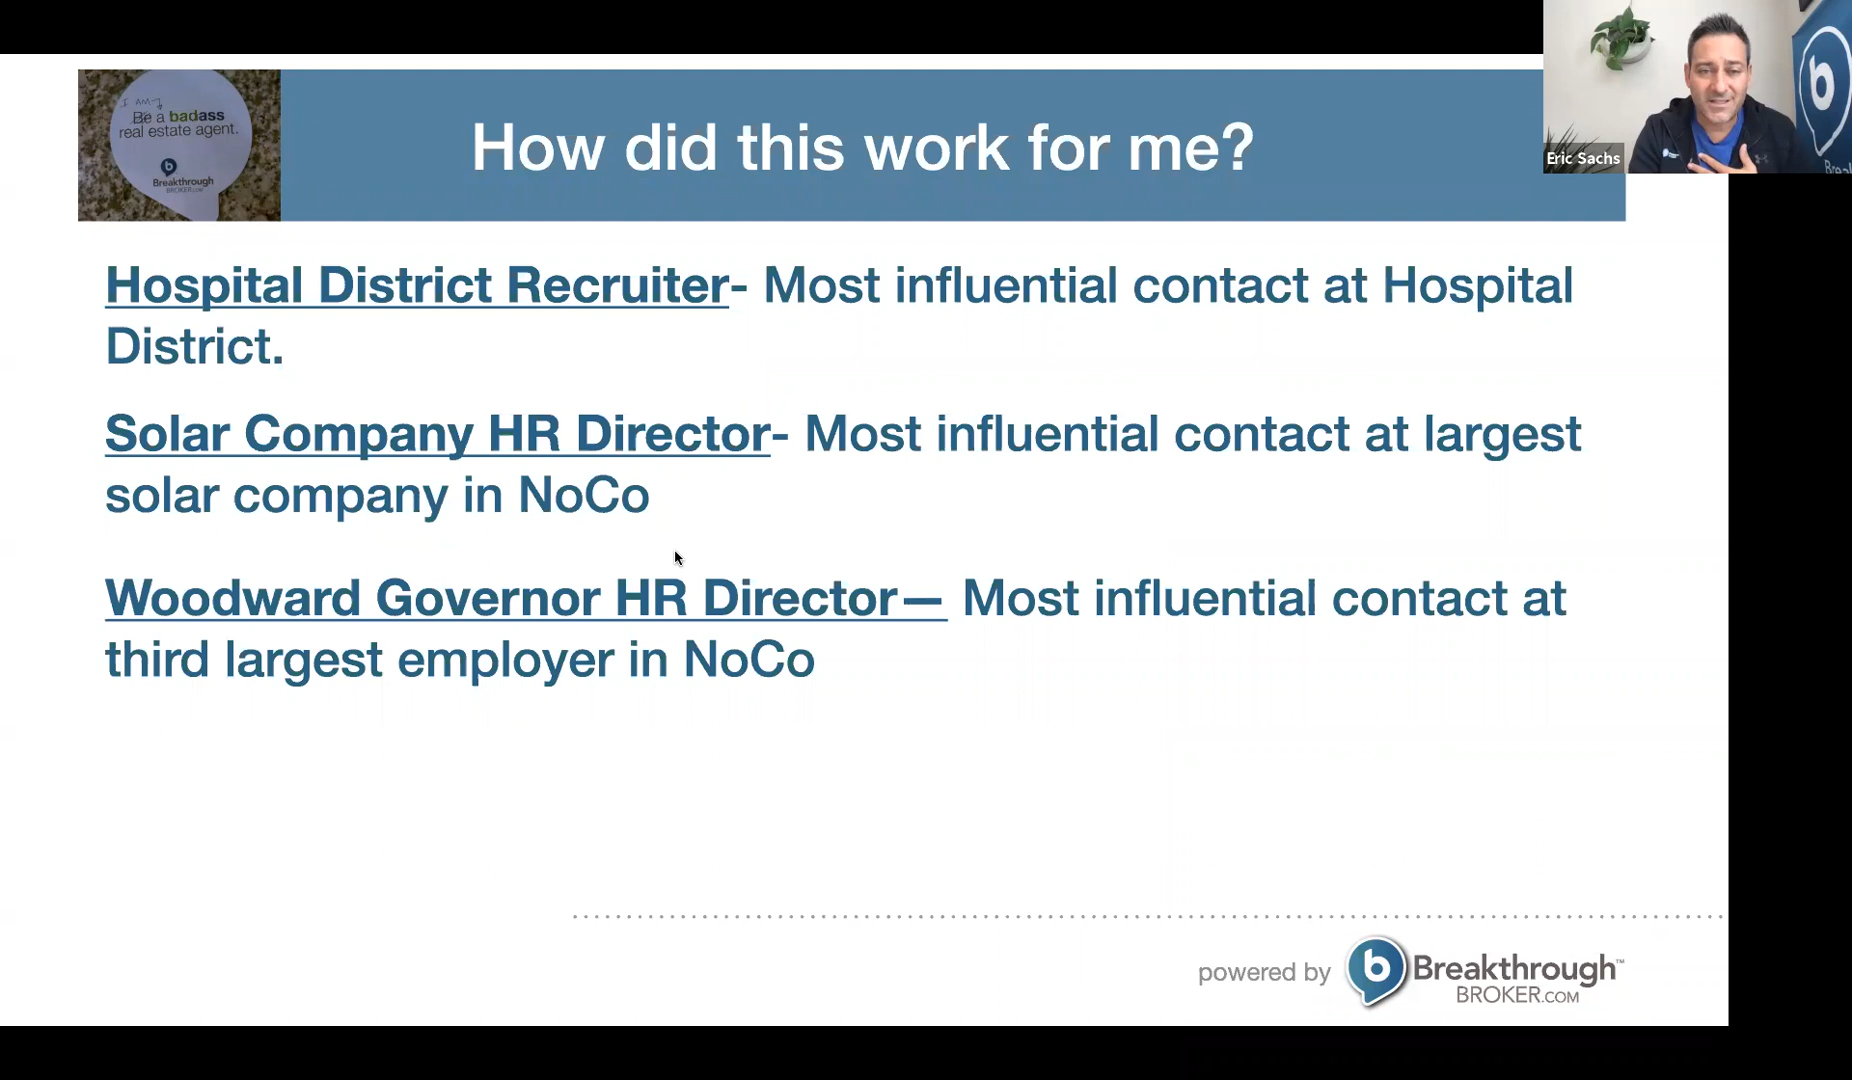 I AM
Be a badass
real estate agent.
b
Breakthrough
BROKER.com
How did this work for me?
Eric Sachs
b
Hospital District Recruiter- Most influential contact at Hospital
District.
Solar Company HR Director- Most influential contact at largest
solar company in NoCo
Woodward Governor HR Director— Most influential contact at
third largest employer in NoCo
powered by
b
Breakthrough™
BROKER.COM